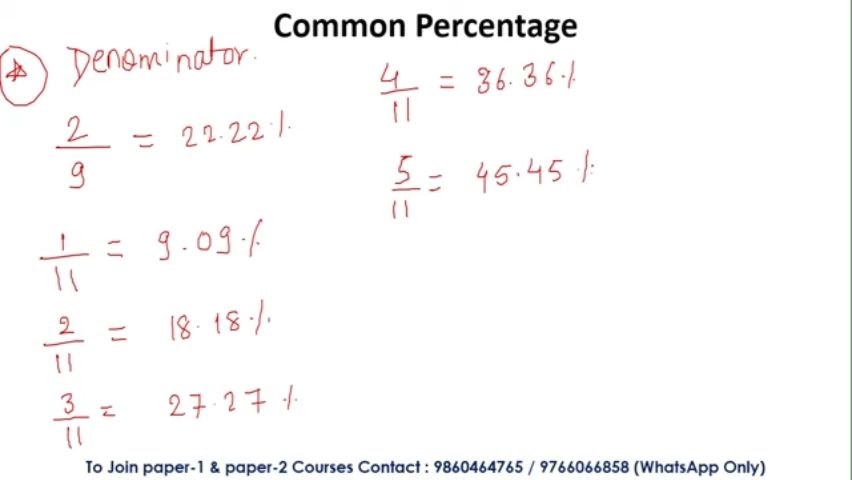 Common Percentage
Denominator.
2/9 = 22.22%
1/11 = 9.09%
2/11 = 18.18%
3/11 = 27.27%
4/11 = 36.36%
5/11 = 45.45%
To Join paper-1 & paper-2 Courses Contact : 9860464765 / 9766066858 (WhatsApp Only)